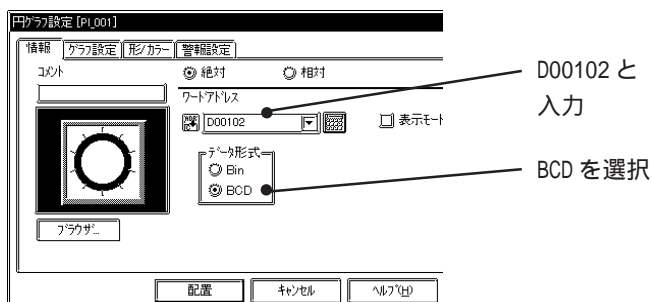 円グラフ設定 [PI_001]
情報 グラフ設定 形/カラー 警報設定
コメント
絶対 相対
ワードアドレス
D00102
表示モー
D00102 と
入力
データ形式
Bin
BCD
BCD を選択
ブラウザ...
配置 キャンセル ヘルプ(H)